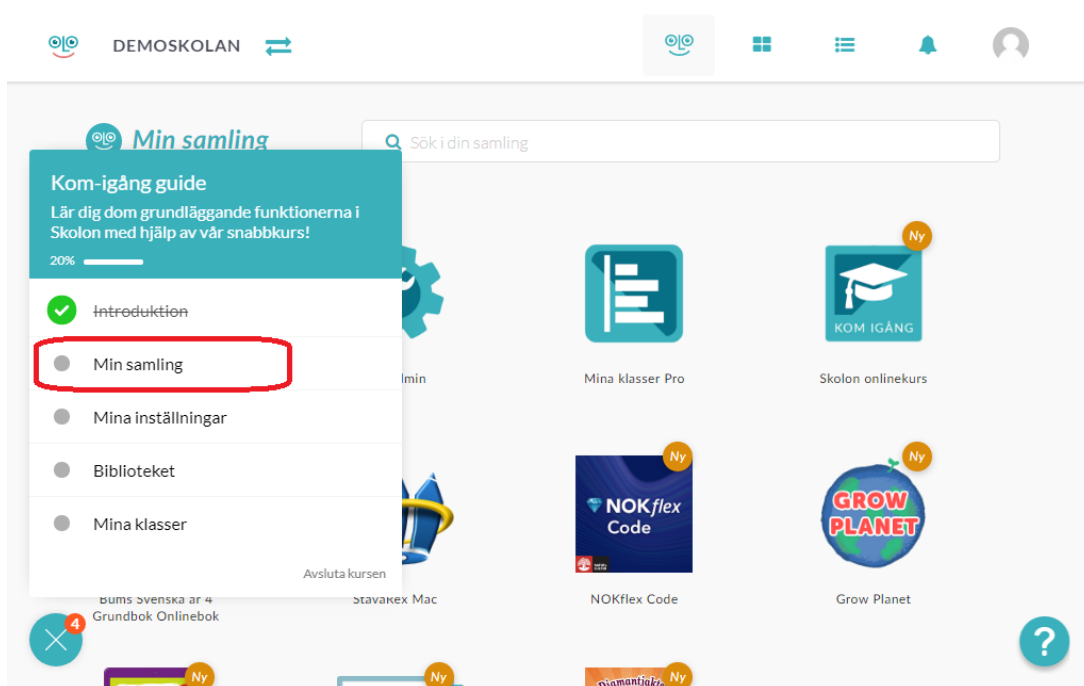 DEMOSKOLAN
Min samling
Sök i din samling
Kom-igång guide
Lär dig dom grundläggande funktionerna i
Skolon med hjälp av vår snabbkurs!
20%
Introduktion
Min samling
Mina inställningar
Biblioteket
Mina klasser
Avsluta kursen
4
Mina klasser Pro
Ny
KOM IGÅNG
Skolon onlinekurs
Bums Svenska år 4
Grundbok Onlinebok
StavaRex Mac
Ny
NOKflex
Code
NOKflex Code
Ny
GROW
PLANET
Grow Planet
?
Ny
Ny
Diamantjakten
Ny